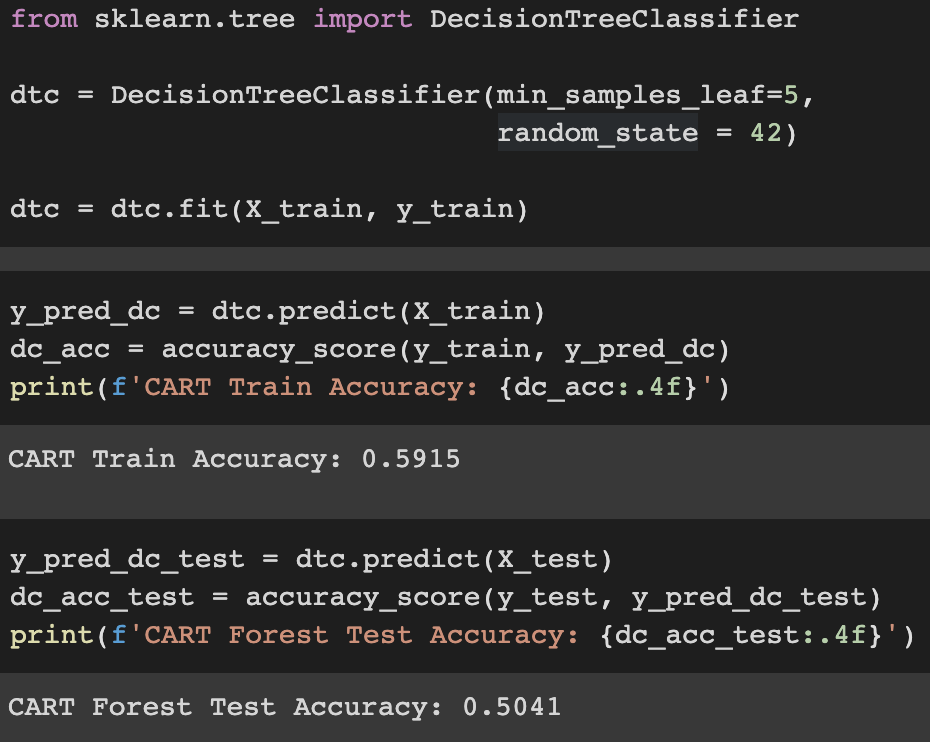 from sklearn.tree import DecisionTreeClassifier
dtc = DecisionTreeClassifier(min_samples_leaf=5,
random_state = 42)
dtc = dtc.fit(X_train, y_train)
y_pred_dc = dtc.predict(X_train)
dc_acc = accuracy_score(y_train, y_pred_dc)
print(f'CART Train Accuracy: {dc_acc:.4f}')
CART Train Accuracy: 0.5915
y_pred_dc_test = dtc.predict(X_test)
dc_acc_test = accuracy_score(y_test, y_pred_dc_test)
print(f'CART Forest Test Accuracy: {dc_acc_test:.4f}')
CART Forest Test Accuracy: 0.5041